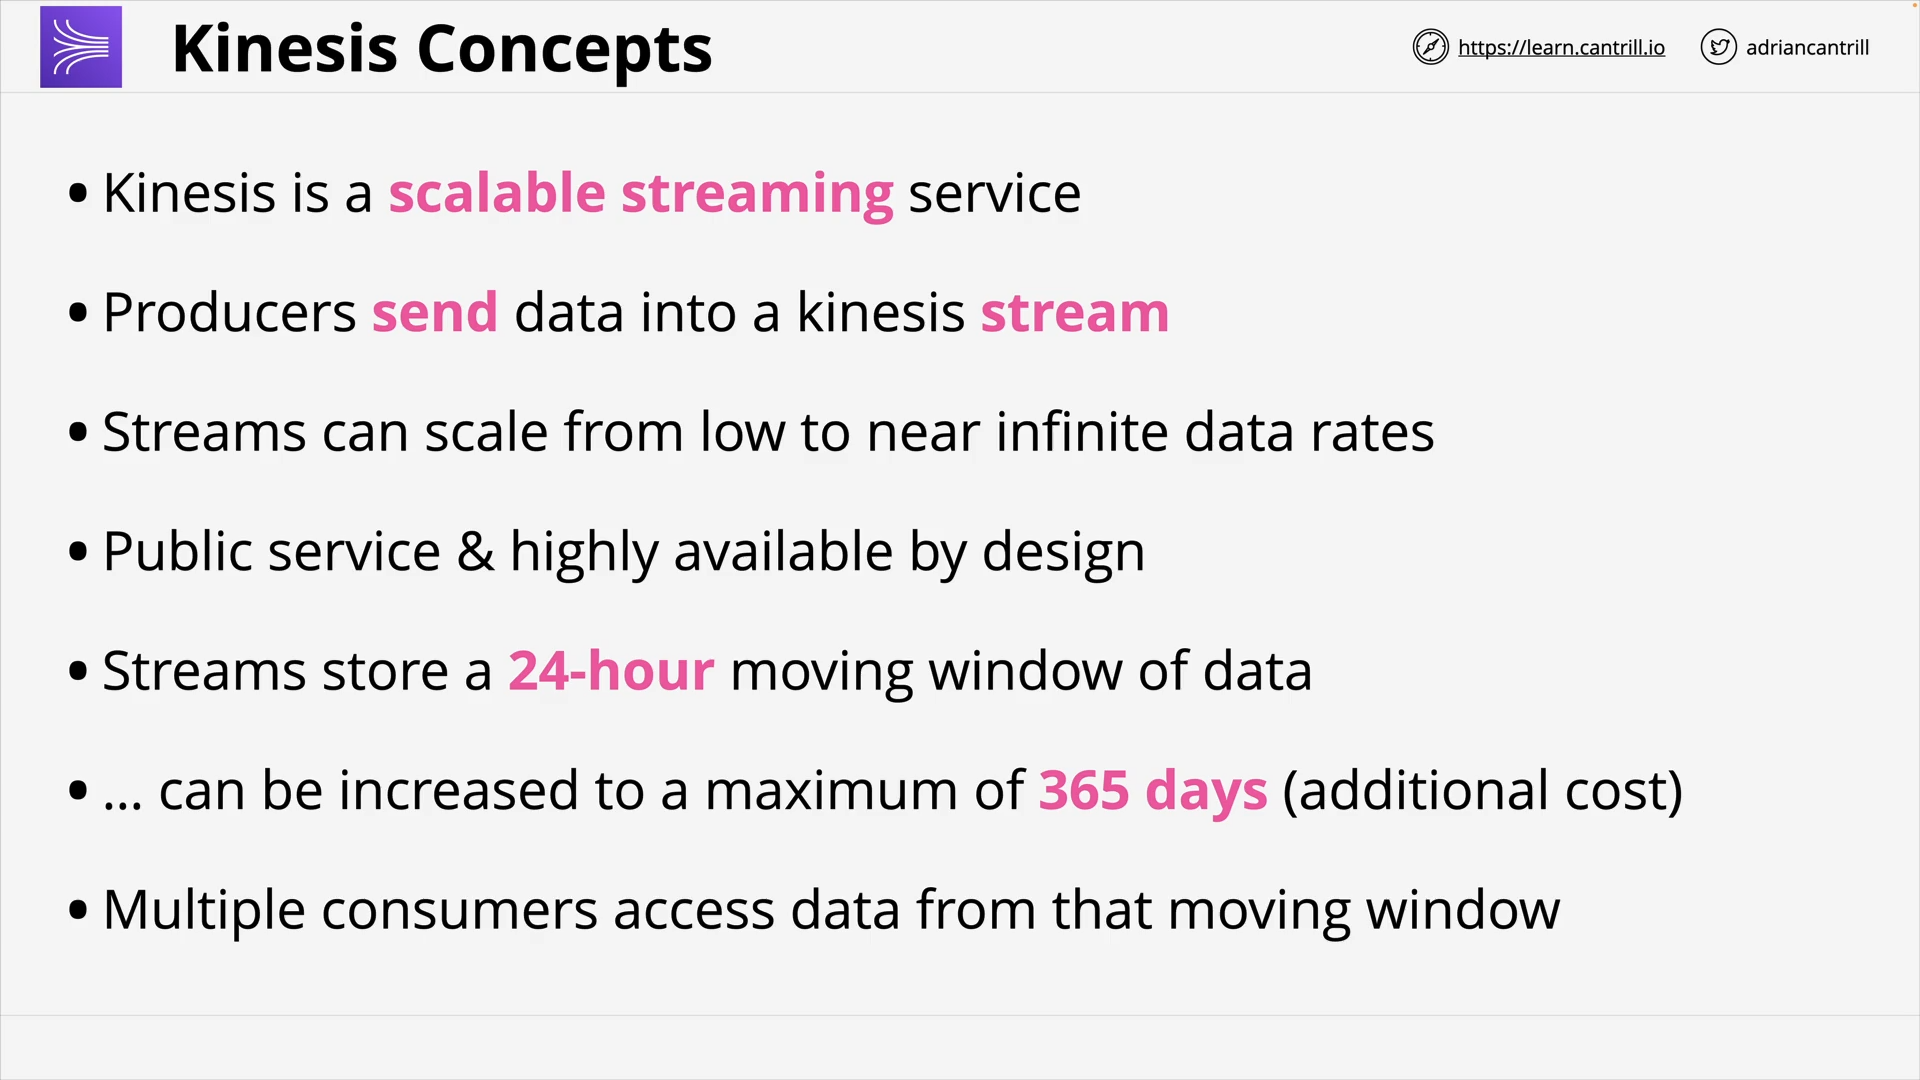 Kinesis Concepts
https://learn.cantrill.io
adriancantrill
• Kinesis is a scalable streaming service
• Producers send data into a kinesis stream
• Streams can scale from low to near infinite data rates
• Public service & highly available by design
• Streams store a 24-hour moving window of data
• ... can be increased to a maximum of 365 days (additional cost)
• Multiple consumers access data from that moving window